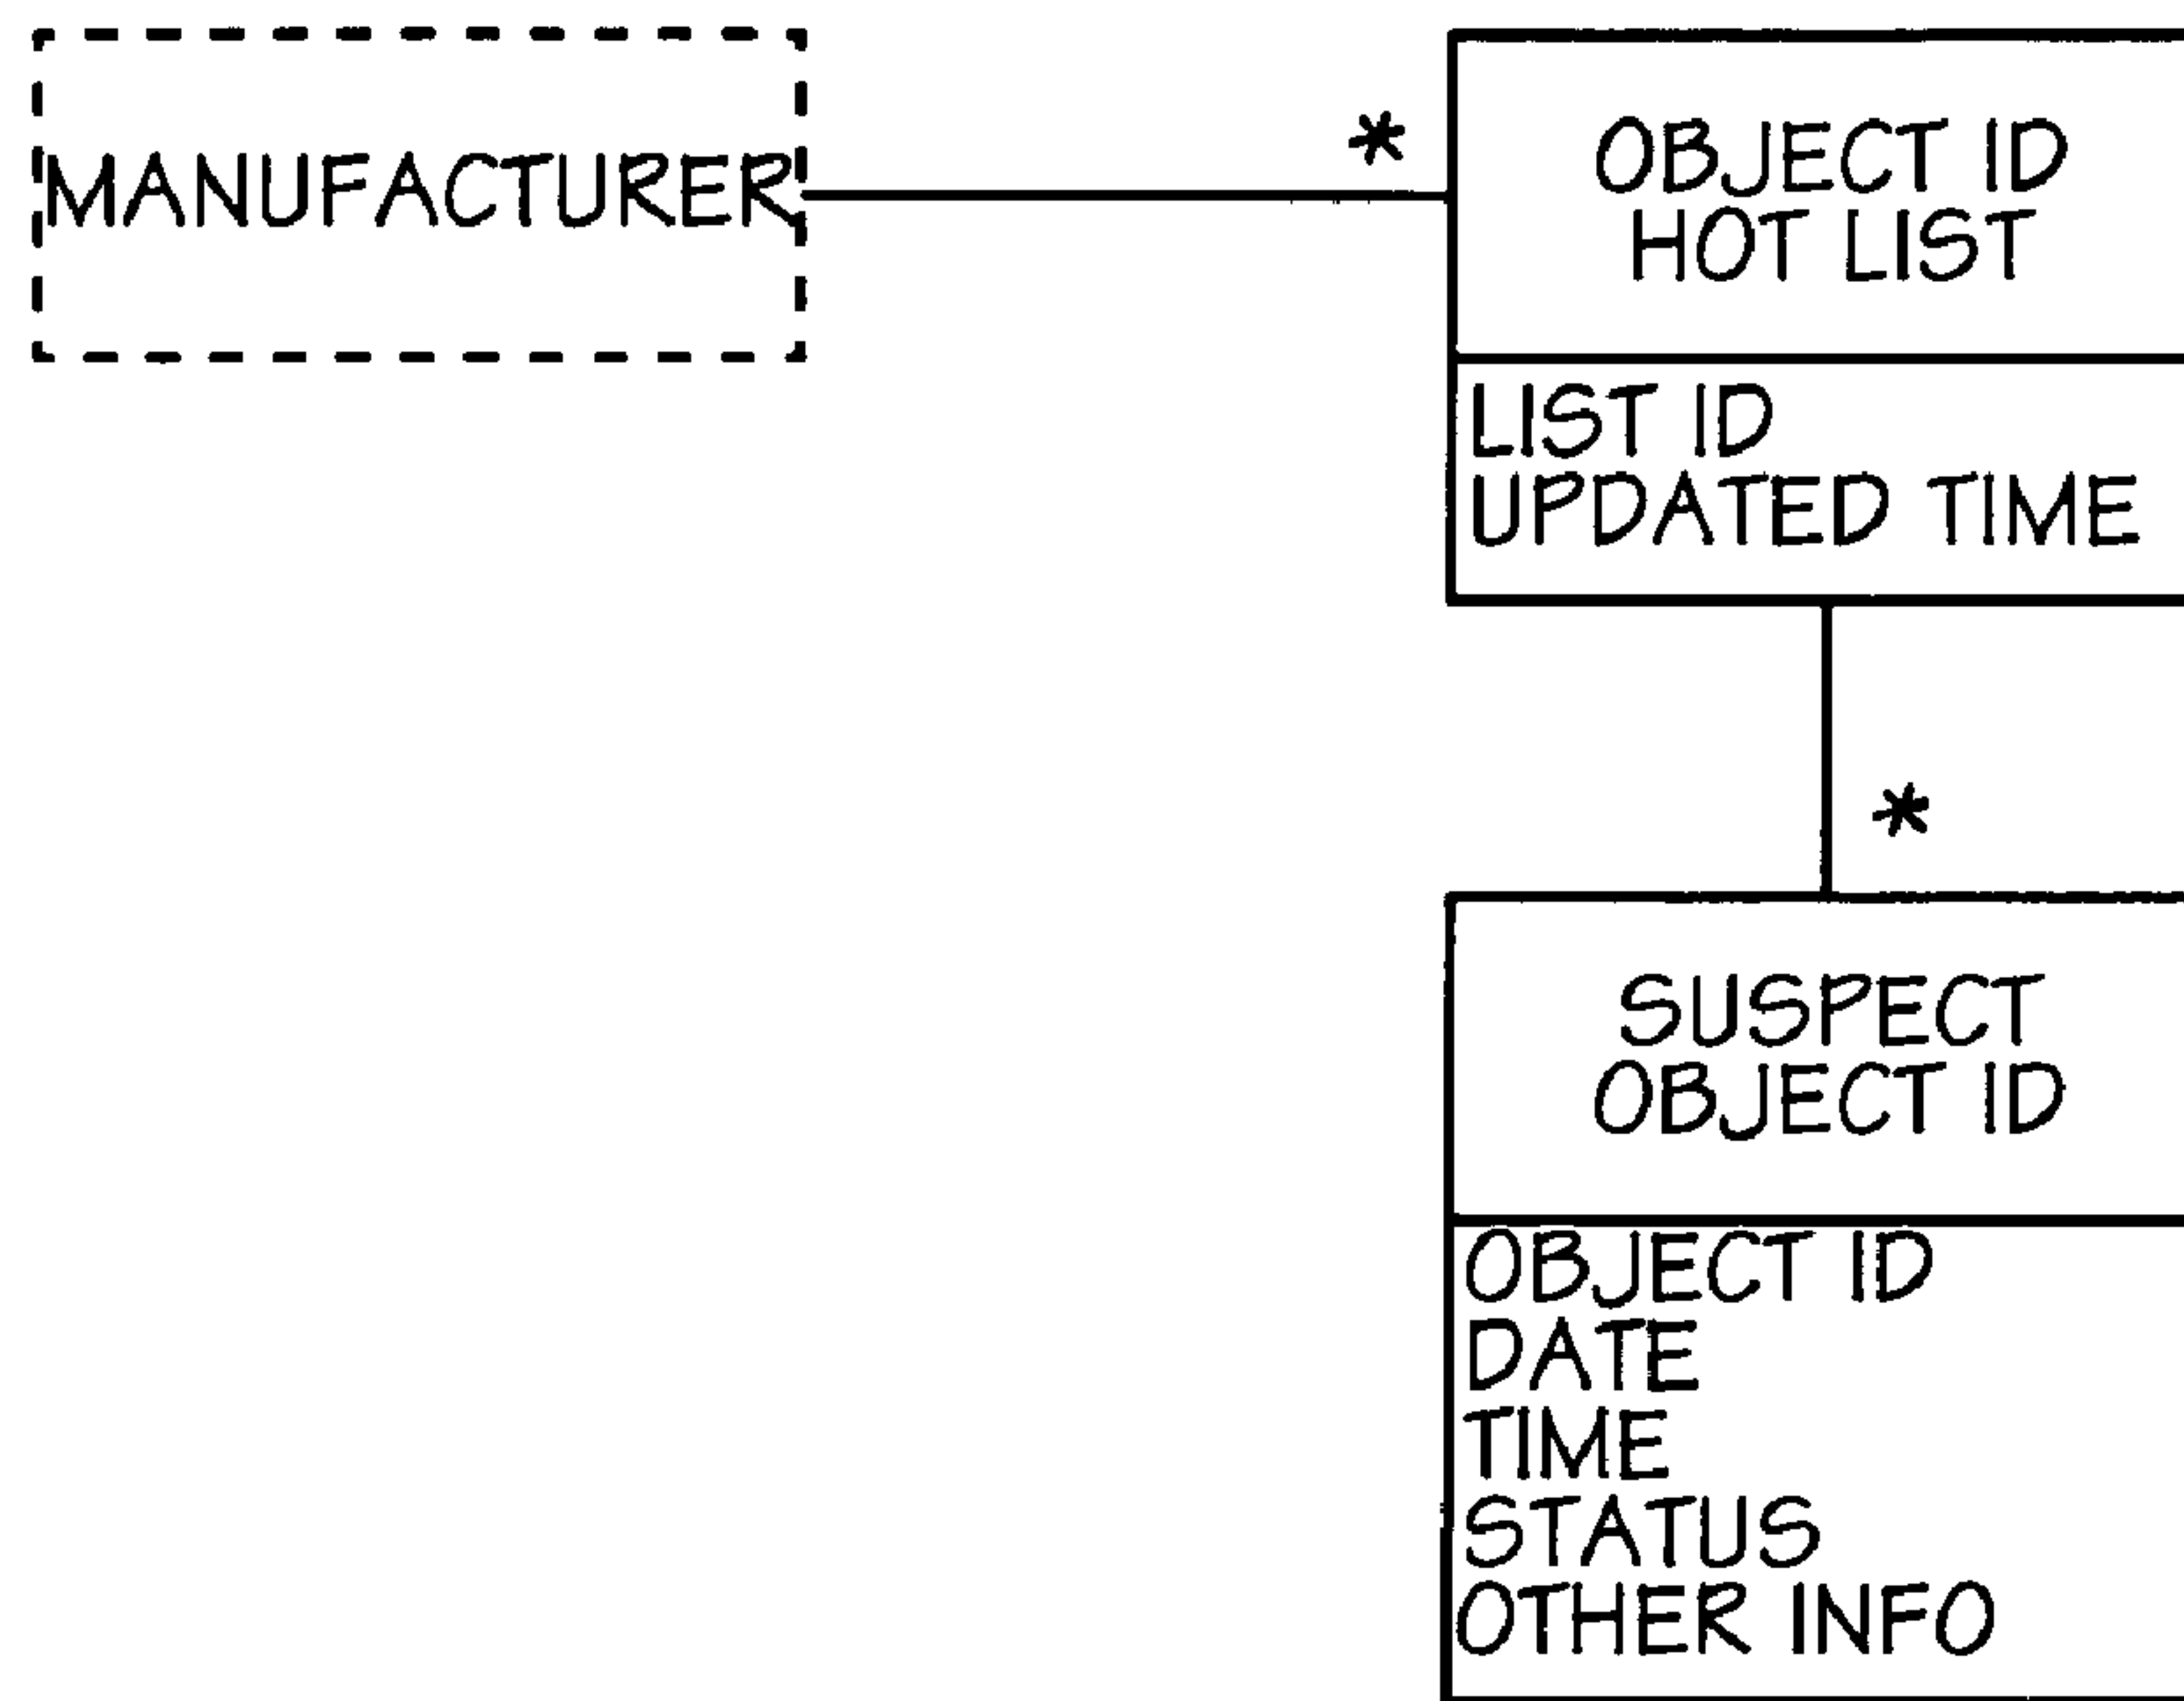 MANUFACTURER
*
OBJECT ID
HOT LIST
LIST ID
UPDATED TIME
*
SUSPECT
OBJECT ID
OBJECT ID
DATE
TIME
STATUS
OTHER INFO